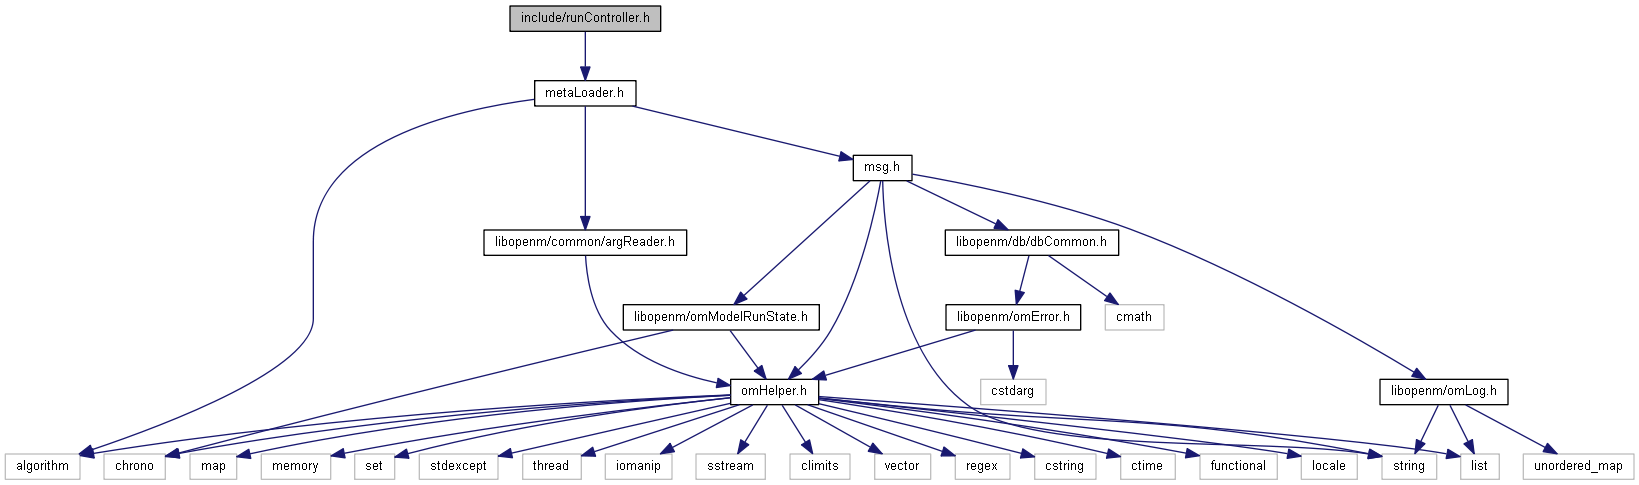 include/runController.h
metaLoader.h
msg.h
libopenm/common/argReader.h
libopenm/db/dbCommon.h
libopenm/omModelRunState.h
libopenm/omError.h
cmath
omHelper.h
cstdarg
libopenm/omLog.h
algorithm
chrono
map
memory
set
stdexcept
thread
iomanip
sstream
climits
vector
regex
cstring
ctime
functional
locale
string
list
unordered_map